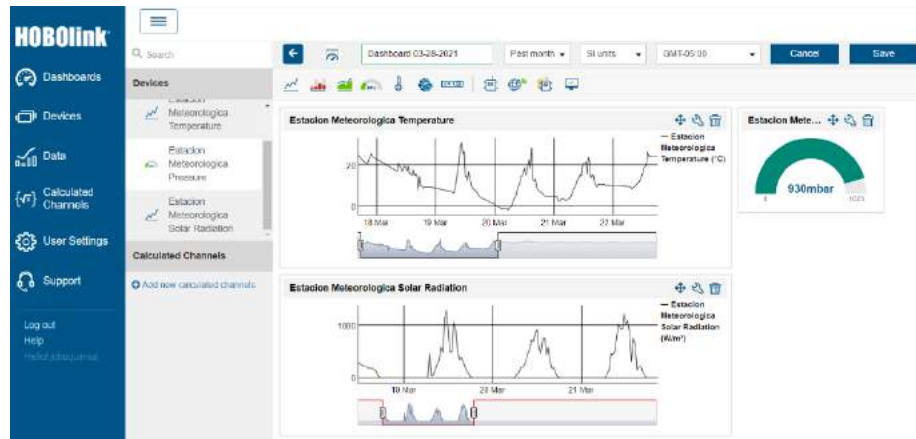 HOBOlink
Dashboards
Devices
Data
Calculated
Channels
User Settings
Support
Log out
Help
Search
Devices
Estacion
Meteorologica
Temperature
Estacion
Meteorologica
Pressure
Estacion
Meteorologica
Solar Radiation
Calculated Channels
Add new calculated channels
Dashboard 03-28-2021
Past month
SI units
GMT-05:00
Cancel
Save
Estacion Meteorologica Temperature
Estacion
Meteorologica
Temperature (°C)
20
0
18 Mar
19 Mar
20 Mar
21 Mar
22 Mar
Estacion Mete...
930mbar
0
Estacion Meteorologica Solar Radiation
Estacion
Meteorologica
Solar Radiation
(W/m²)
1000
0
19 Mar
20 Mar
21 Mar